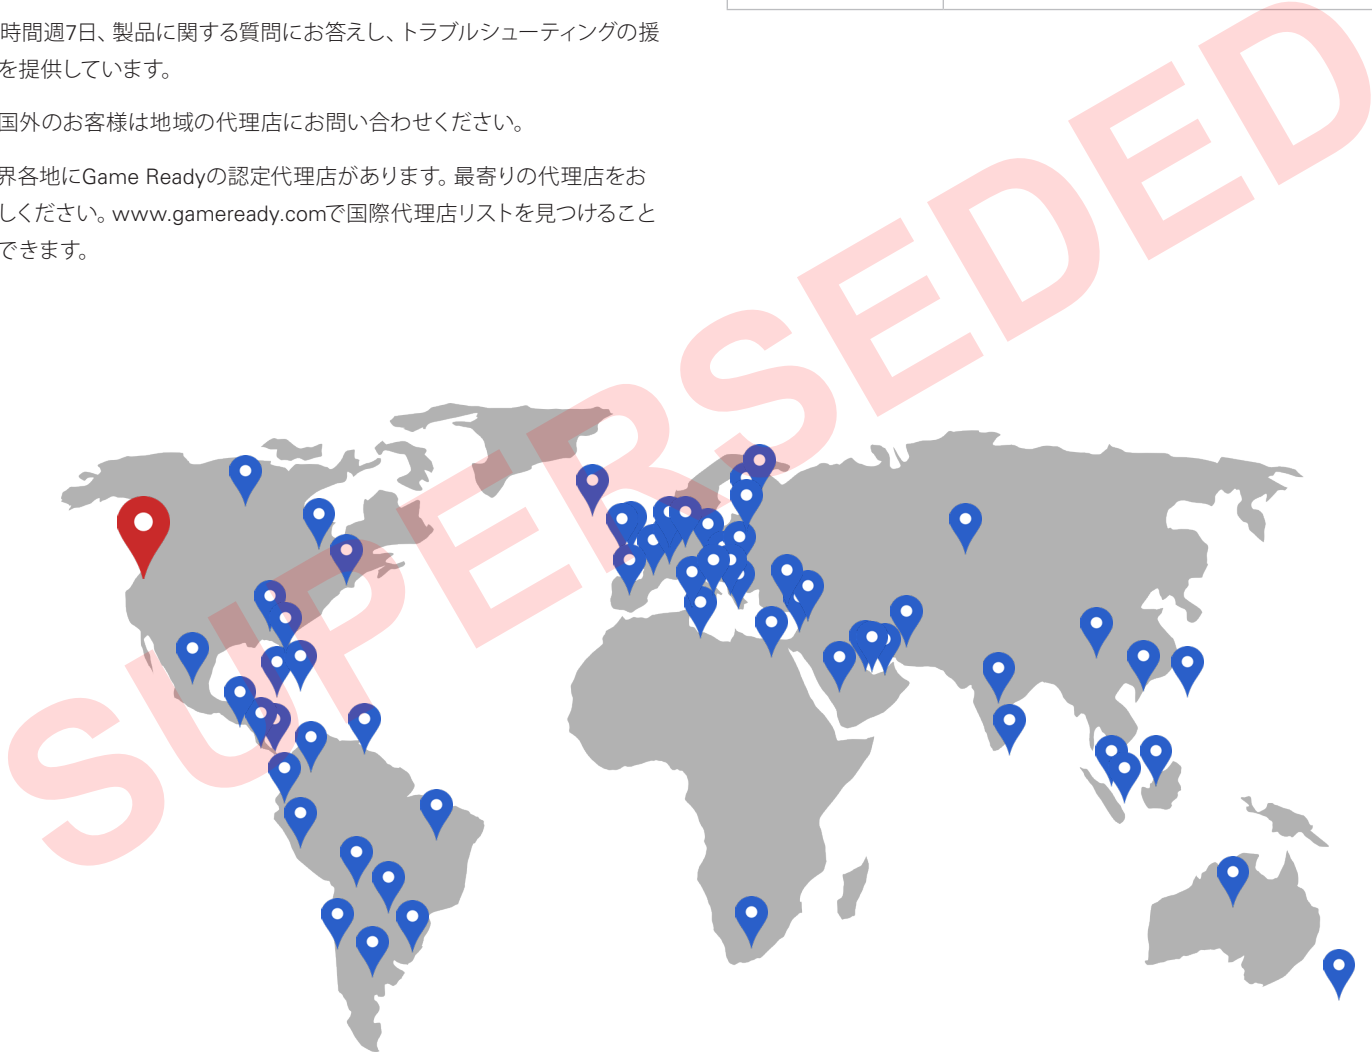 時間週7日、製品に関する質問にお答えし、トラブルシューティングの援
を提供しています。
国外のお客様は地域の代理店にお問い合わせください。
界各地にGame Readyの認定代理店があります。最寄りの代理店をお
しください。www.gameready.comで国際代理店リストを見つけること
できます。
SUPERSEDED